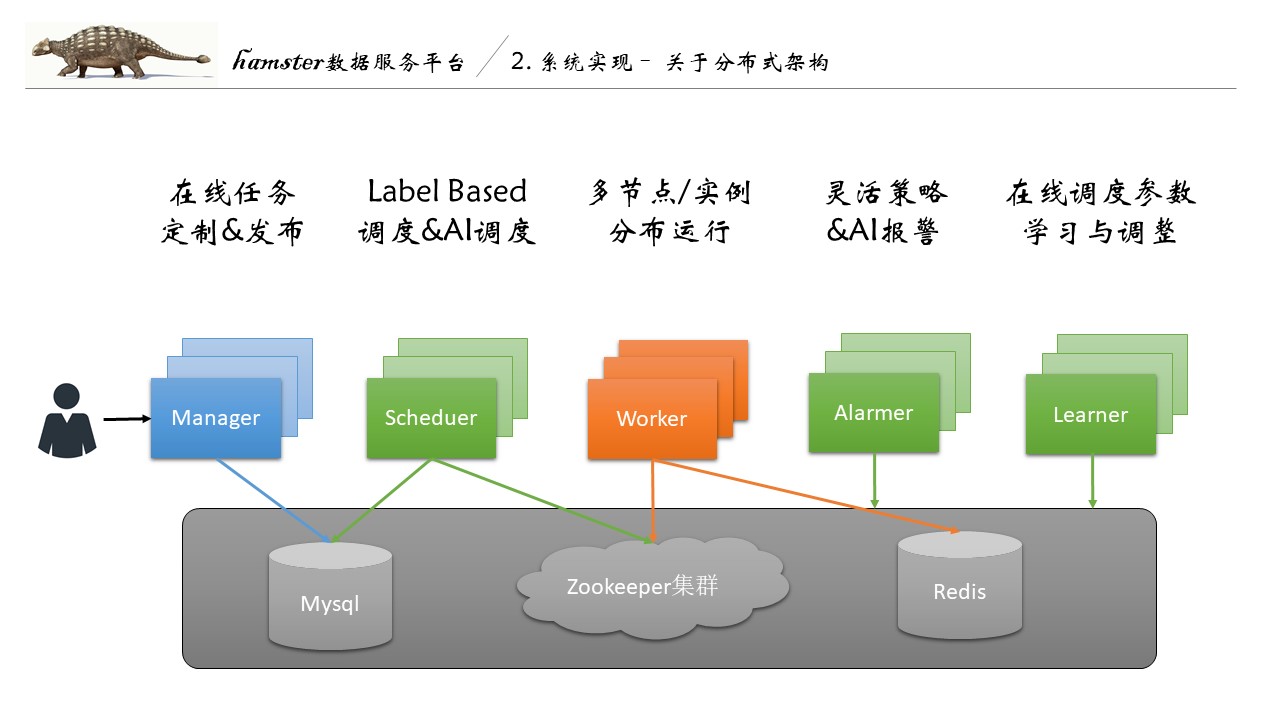 hamster数据服务平台 2. 系统实现- 关于分布式架构
在线任务
定制&发布
Label Based
调度&AI调度
多节点/实例
分布运行
灵活策略
&AI报警
在线调度参数
学习与调整
Manager
Scheduer
Worker
Alarmer
Learner
Mysql
Zookeeper集群
Redis